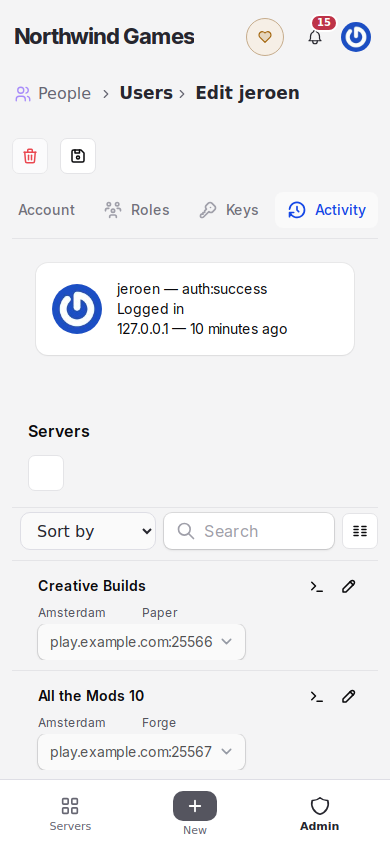 Northwind Games
15
People > Users > Edit jeroen
Account Roles Keys Activity
jeroen — auth:success
Logged in
127.0.0.1 — 10 minutes ago
Servers
Sort by Search
Creative Builds
Amsterdam Paper
play.example.com:25566
All the Mods 10
Amsterdam Forge
play.example.com:25567
Servers New Admin